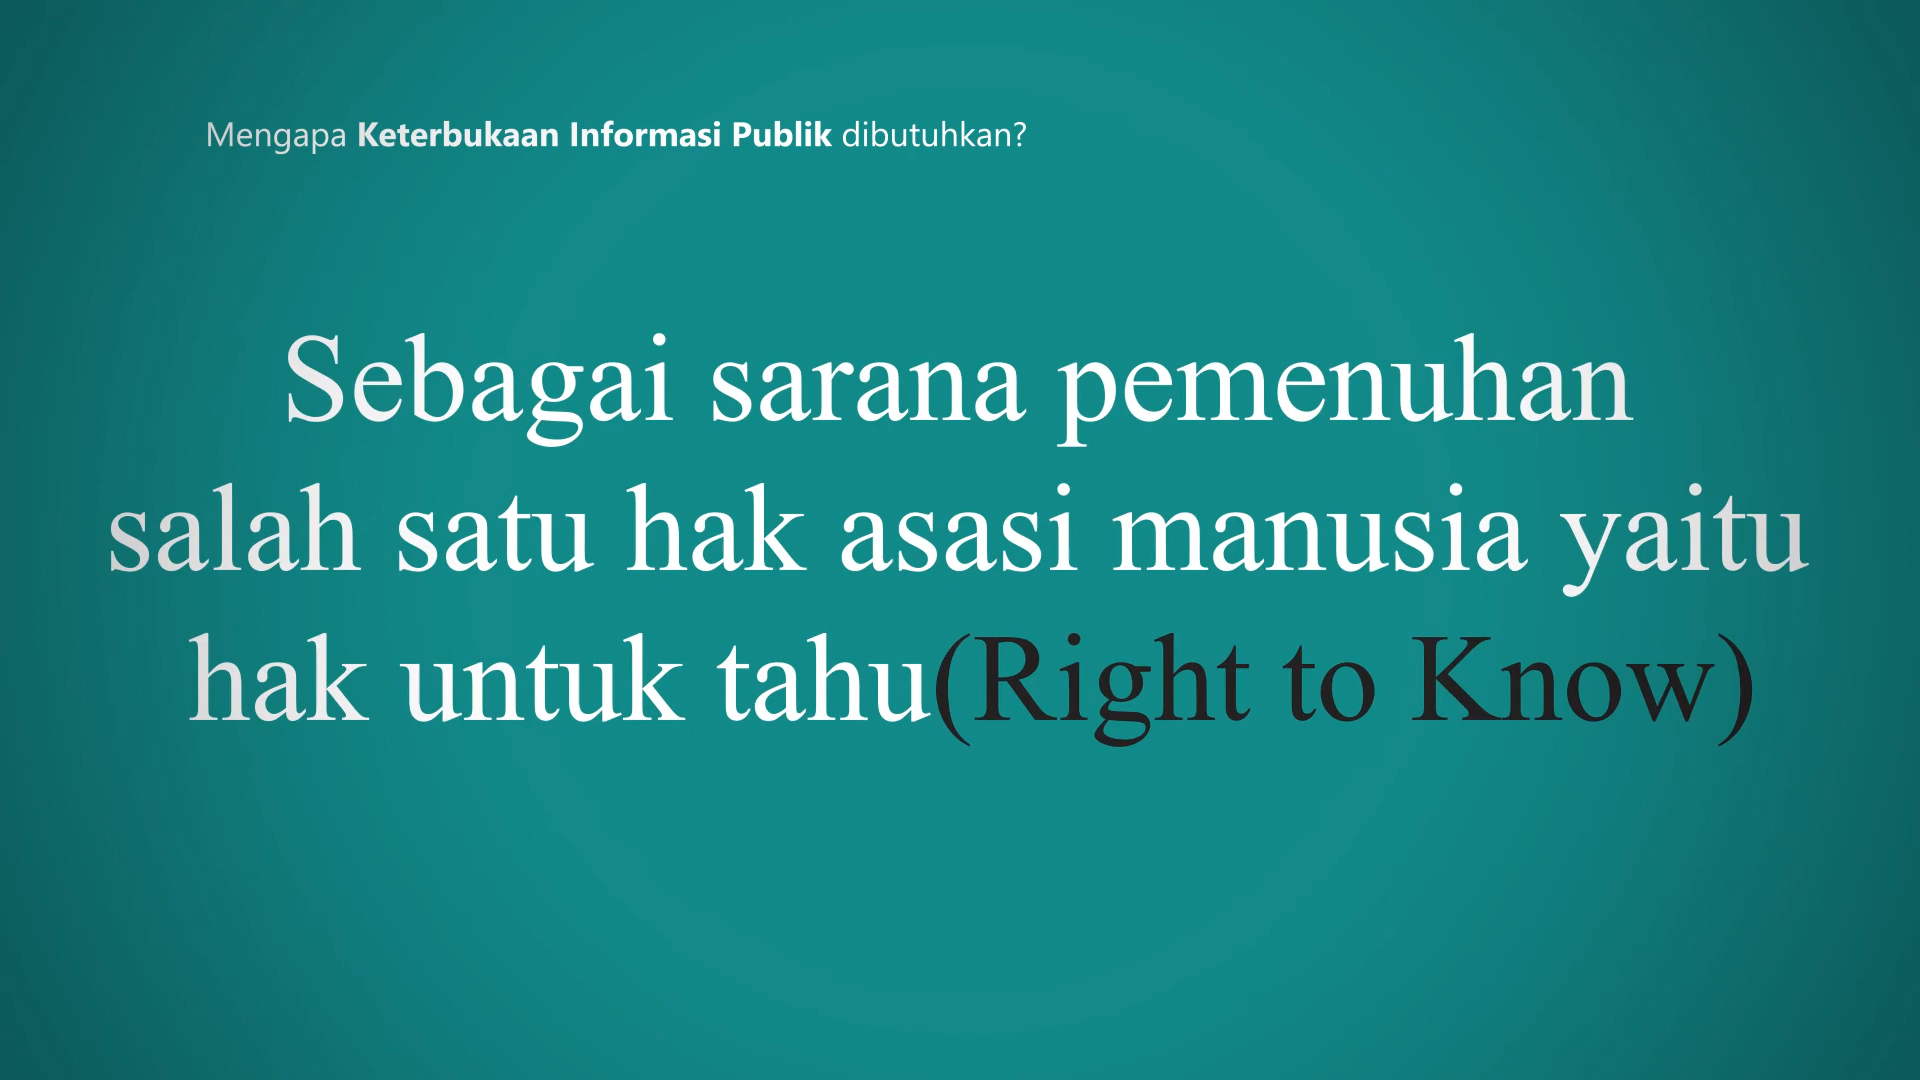 Mengapa Keterbukaan Informasi Publik dibutuhkan?
Sebagai sarana pemenuhan
salah satu hak asasi manusia yaitu
hak untuk tahu(Right to Know)